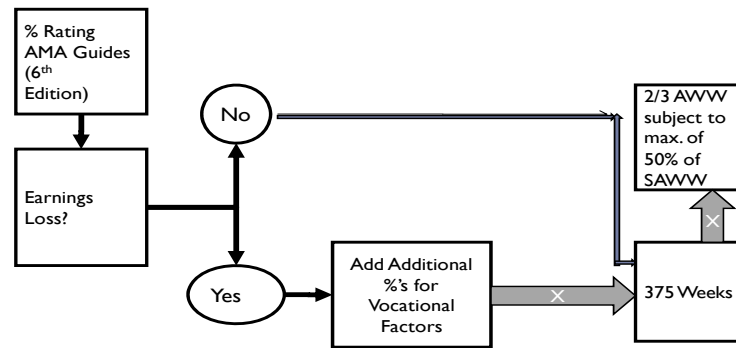 % Rating
AMA Guides
(6th
Edition)
Earnings
Loss?
No
Yes
Add Additional
%'s for
Vocational
Factors
X
375 Weeks
X
2/3 AWW
subject to
max. of
50% of
SAWW